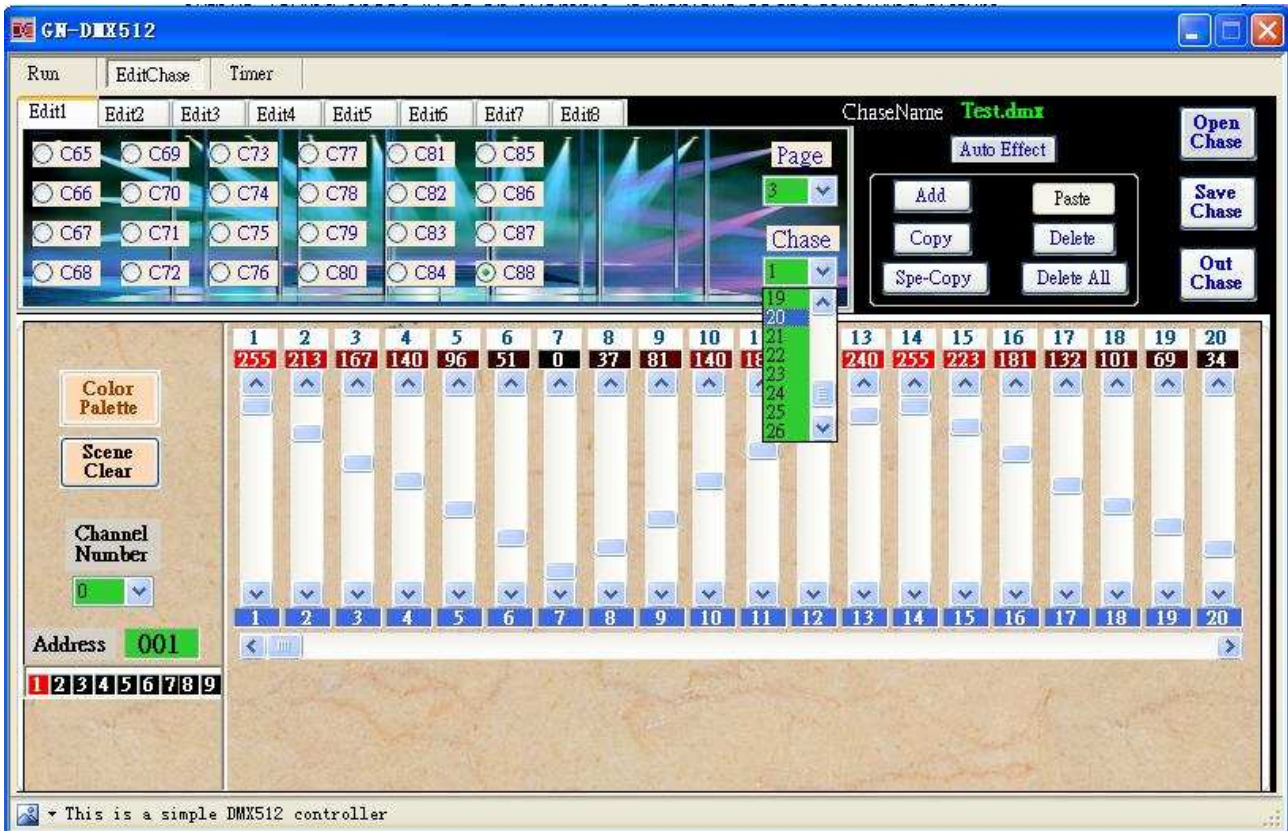 GN-DMX512
Run EditChase Timer
Edit1 Edit2 Edit3 Edit4 Edit5 Edit6 Edit7 Edit8
ChaseName Test.dmx
Open
Chase
Auto Effect
C65 C69 C73 C77 C81 C85
Page
C66 C70 C74 C78 C82 C86
3
Add Paste
Save
Chase
C67 C71 C75 C79 C83 C87
Chase
Copy Delete
C68 C72 C76 C80 C84 C88
1
Spe-Copy Delete All
Out
Chase
19
20
21
22
23
24
25
26
1 2 3 4 5 6 7 8 9 10 13 14 15 16 17 18 19 20
255 213 167 140 96 51 0 37 81 140 240 255 223 181 132 101 69 34
Color
Palette
Scene
Clear
Channel
Number
0
1 2 3 4 5 6 7 8 9 10 11 12 13 14 15 16 17 18 19 20
Address 001
1 2 3 4 5 6 7 8 9
This is a simple DMX512 controller